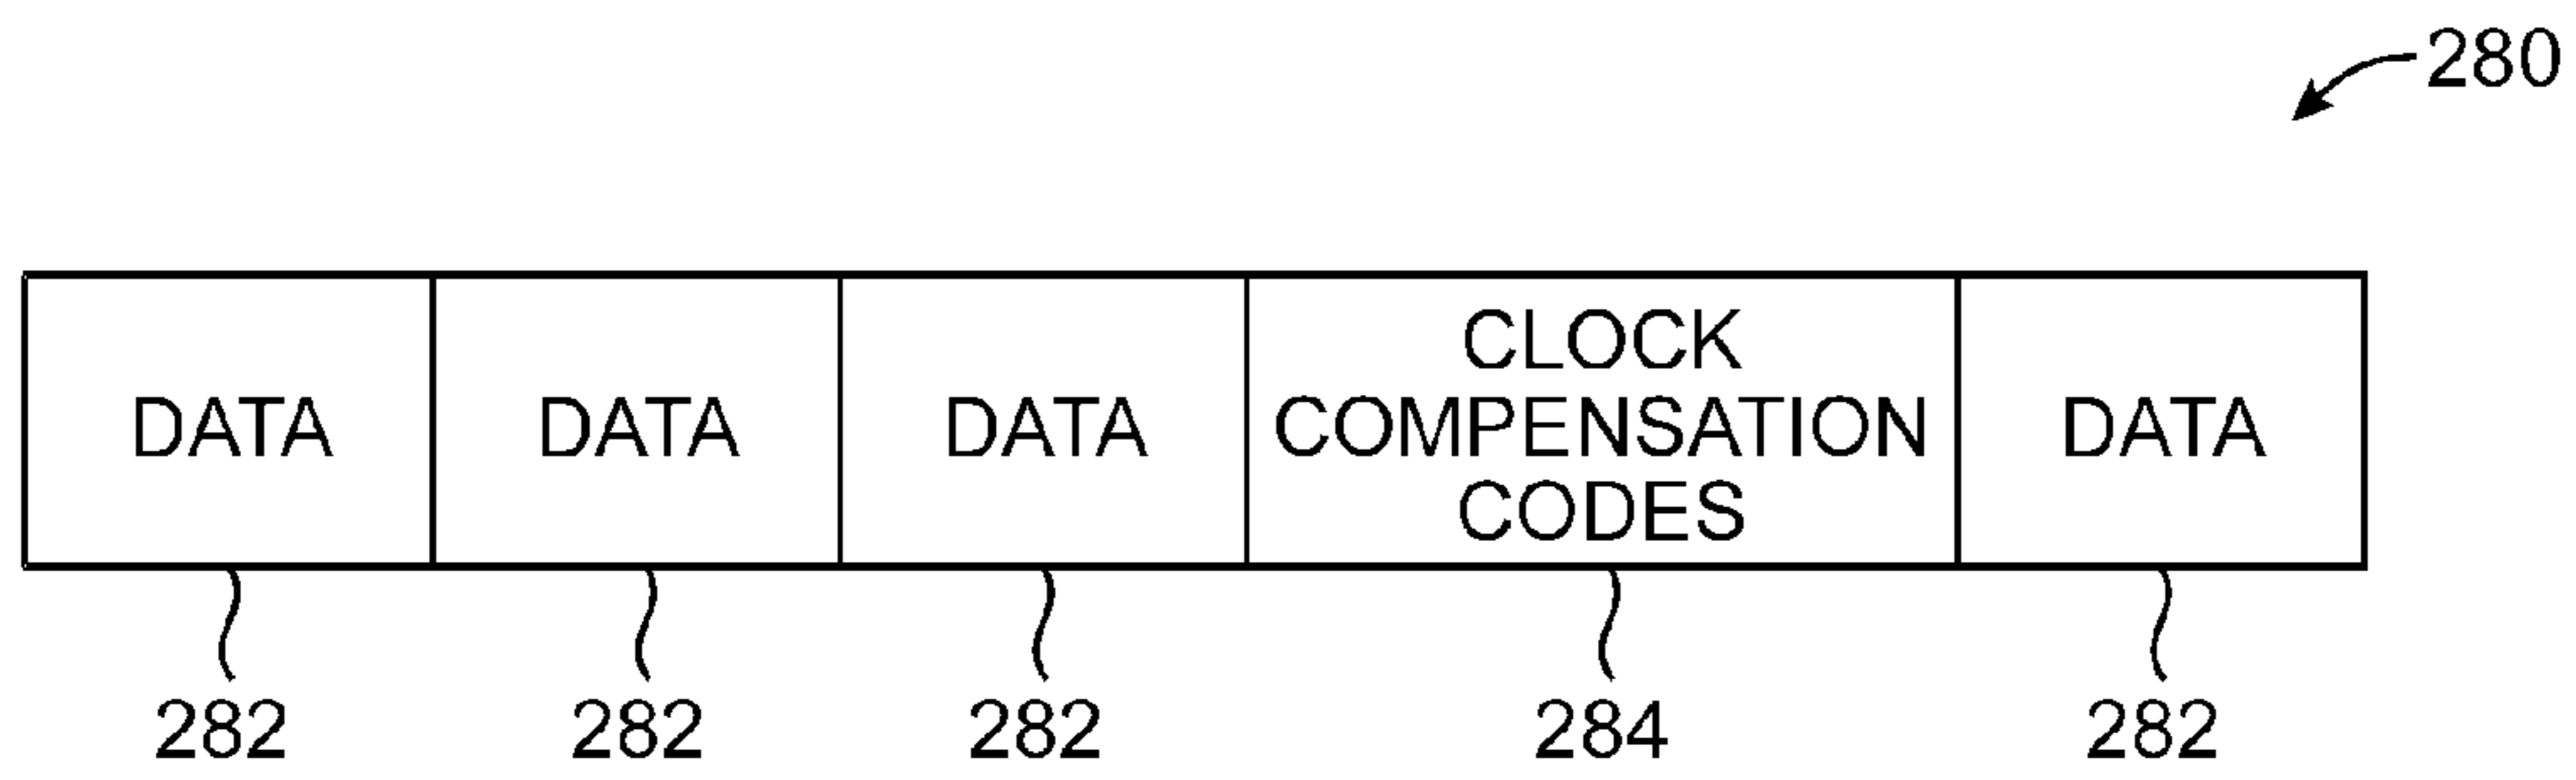 280
DATA
DATA
DATA
CLOCK
COMPENSATION
CODES
DATA
282
282
282
284
282